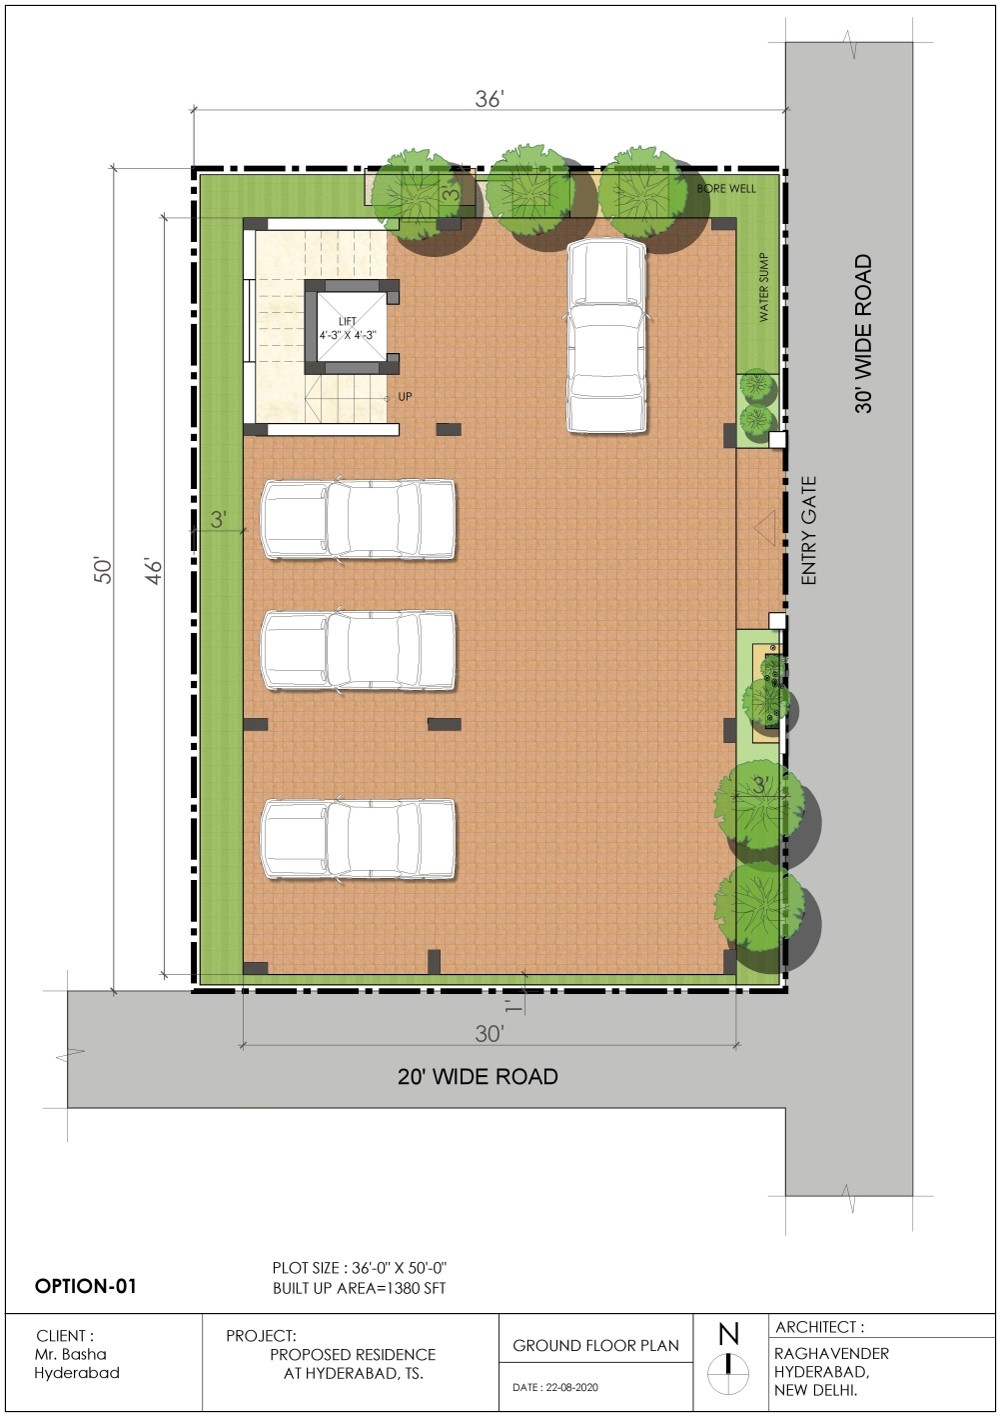 36'
3'
BORE WELL
WATER SUMP
30' WIDE ROAD
LIFT
4'-3" X 4'-3"
UP
ENTRY GATE
3'
50'
46'
3'
1'
30'
20' WIDE ROAD
PLOT SIZE : 36'-0" X 50'-0"
BUILT UP AREA=1380 SFT
OPTION-01
CLIENT :
Mr. Basha
Hyderabad
PROJECT:
PROPOSED RESIDENCE
AT HYDERABAD, TS.
GROUND FLOOR PLAN
DATE : 22-08-2020
N
ARCHITECT :
RAGHAVENDER
HYDERABAD,
NEW DELHI.